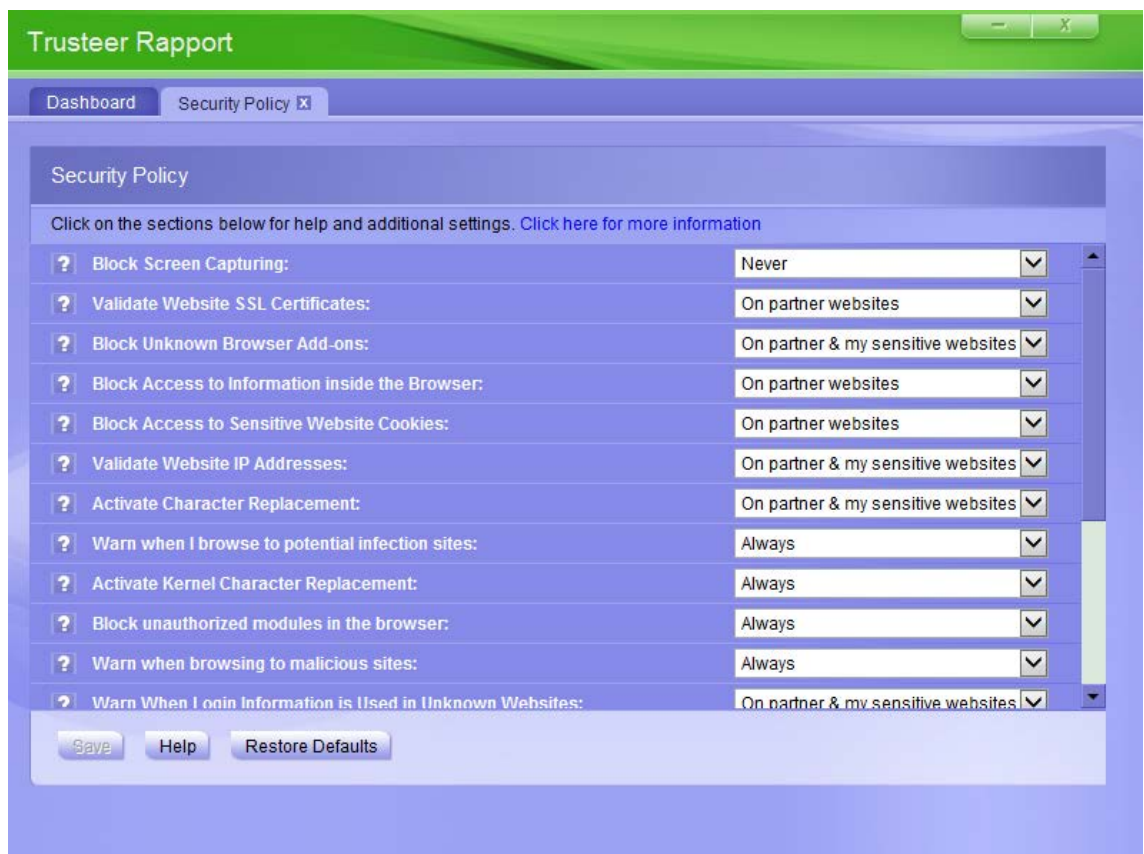 Trusteer Rapport
Dashboard Security Policy
Security Policy
Click on the sections below for help and additional settings. Click here for more information
? Block Screen Capturing: Never
? Validate Website SSL Certificates: On partner websites
? Block Unknown Browser Add-ons: On partner & my sensitive websites
? Block Access to Information inside the Browser: On partner websites
? Block Access to Sensitive Website Cookies: On partner websites
? Validate Website IP Addresses: On partner & my sensitive websites
? Activate Character Replacement: On partner & my sensitive websites
? Warn when I browse to potential infection sites: Always
? Activate Kernel Character Replacement: Always
? Block unauthorized modules in the browser: Always
? Warn when browsing to malicious sites: Always
? Warn When Login Information is Used in Unknown Websites: On partner & my sensitive websites
Save Help Restore Defaults